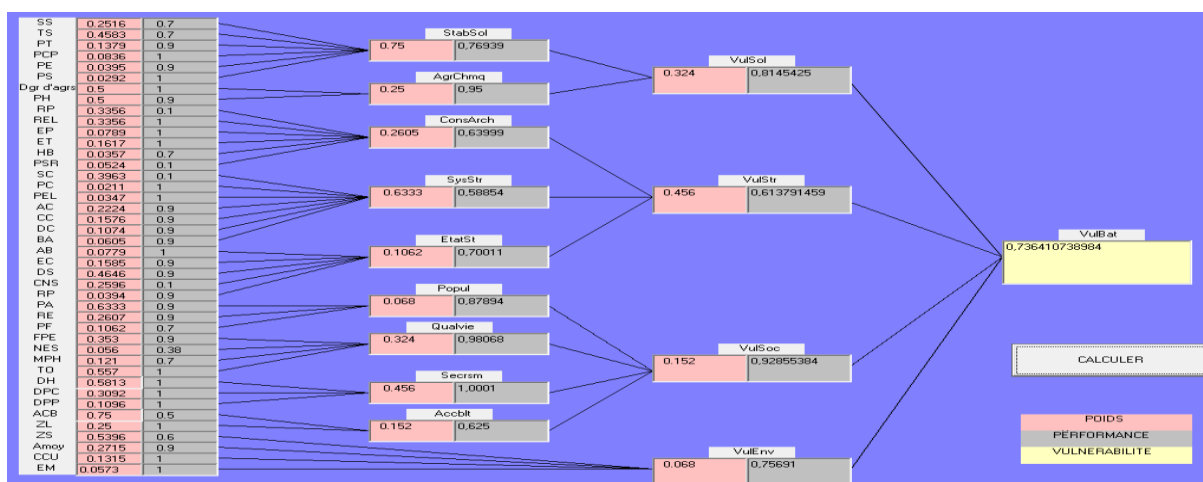 SS 0.2516 0.7
TS 0.4583 0.7
PT 0.1379 0.9
PCP 0.0836 1
PE 0.0395 0.9
PS 0.0292 1
Dgr d'agrs 0.5 1
PH 0.5 0.9
RP 0.3356 0.1
REL 0.3356 1
EP 0.0789 1
ET 0.1617 1
HB 0.0357 0.7
PSR 0.0524 0.1
SC 0.3963 0.1
PC 0.0211 1
PEL 0.0347 1
AC 0.2224 0.9
CC 0.1576 0.9
DC 0.1074 0.9
BA 0.0605 0.9
AB 0.0779 1
EC 0.1585 0.9
DS 0.4646 0.9
CNS 0.2596 0.1
RP 0.0394 0.9
PA 0.6333 0.9
RE 0.2607 0.9
PF 0.1062 0.7
FPE 0.353 0.9
NES 0.056 0.38
MPH 0.121 0.7
TO 0.557 1
DH 0.5813 1
DPC 0.3092 1
DPP 0.1096 1
ACB 0.75 0.5
ZL 0.25 1
ZS 0.5396 0.6
Amoy 0.2715 0.9
CCU 0.1315 1
EM 0.0573 1
StabSol
0.75 0,76939
AgrChmq
0.25 0,95
ConsArch
0.2605 0,63999
SysStr
0.6333 0,58854
EtatSt
0.1062 0,70011
Popul
0.068 0,87894
Qualvie
0.324 0,98068
Secrsm
0.456 1,0001
Accblt
0.152 0,625
VulSol
0.324 0,8145425
VulStr
0.456 0,613791459
VulSoc
0.152 0,92855384
VulEnv
0.068 0,75691
VulBat
0,736410738984
CALCULER
POIDS
PËRFORMANCE
VULNERABILITE